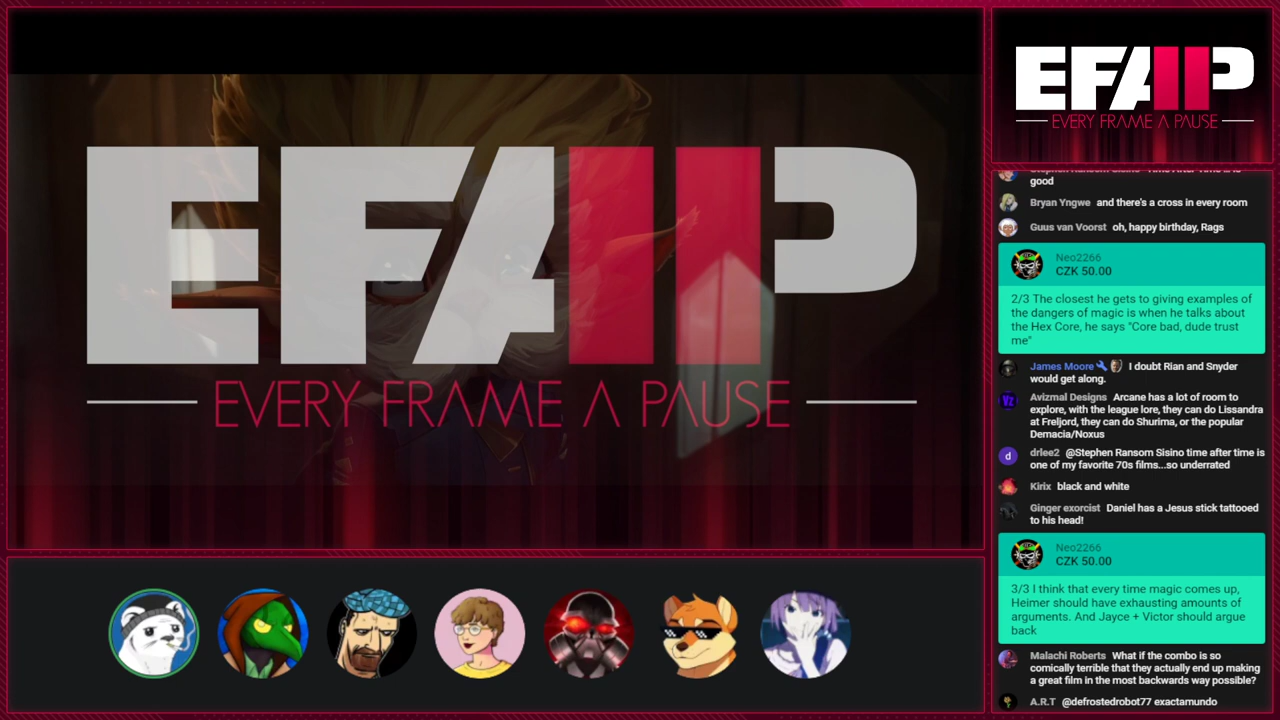 EFAP
EVERY FRAME A PAUSE
EFAP
EVERY FRAME A PAUSE
good
Bryan Yngwe and there's a cross in every room
Guus van Voorst oh, happy birthday, Rags
Neo2266
CZK 50.00
2/3 The closest he gets to giving examples of
the dangers of magic is when he talks about
the Hex Core, he says "Core bad, dude trust
me"
James Moore I doubt Rian and Snyder
would get along.
Avizmal Designs Arcane has a lot of room to
explore, with the league lore, they can do Lissandra
at Freljord, they can do Shurima, or the popular
Demacia/Noxus
d drlee2 @Stephen Ransom Sisino time after time is
one of my favorite 70s films...so underrated
Kirix black and white
Ginger exorcist Daniel has a Jesus stick tattooed
to his head!
Neo2266
CZK 50.00
3/3 I think that every time magic comes up,
Heimer should have exhausting amounts of
arguments. And Jayce + Victor should argue
back
Malachi Roberts What if the combo is so
comically terrible that they actually end up making
a great film in the most backwards way possible?
A.R.T @defrostedrobot77 exactamundo